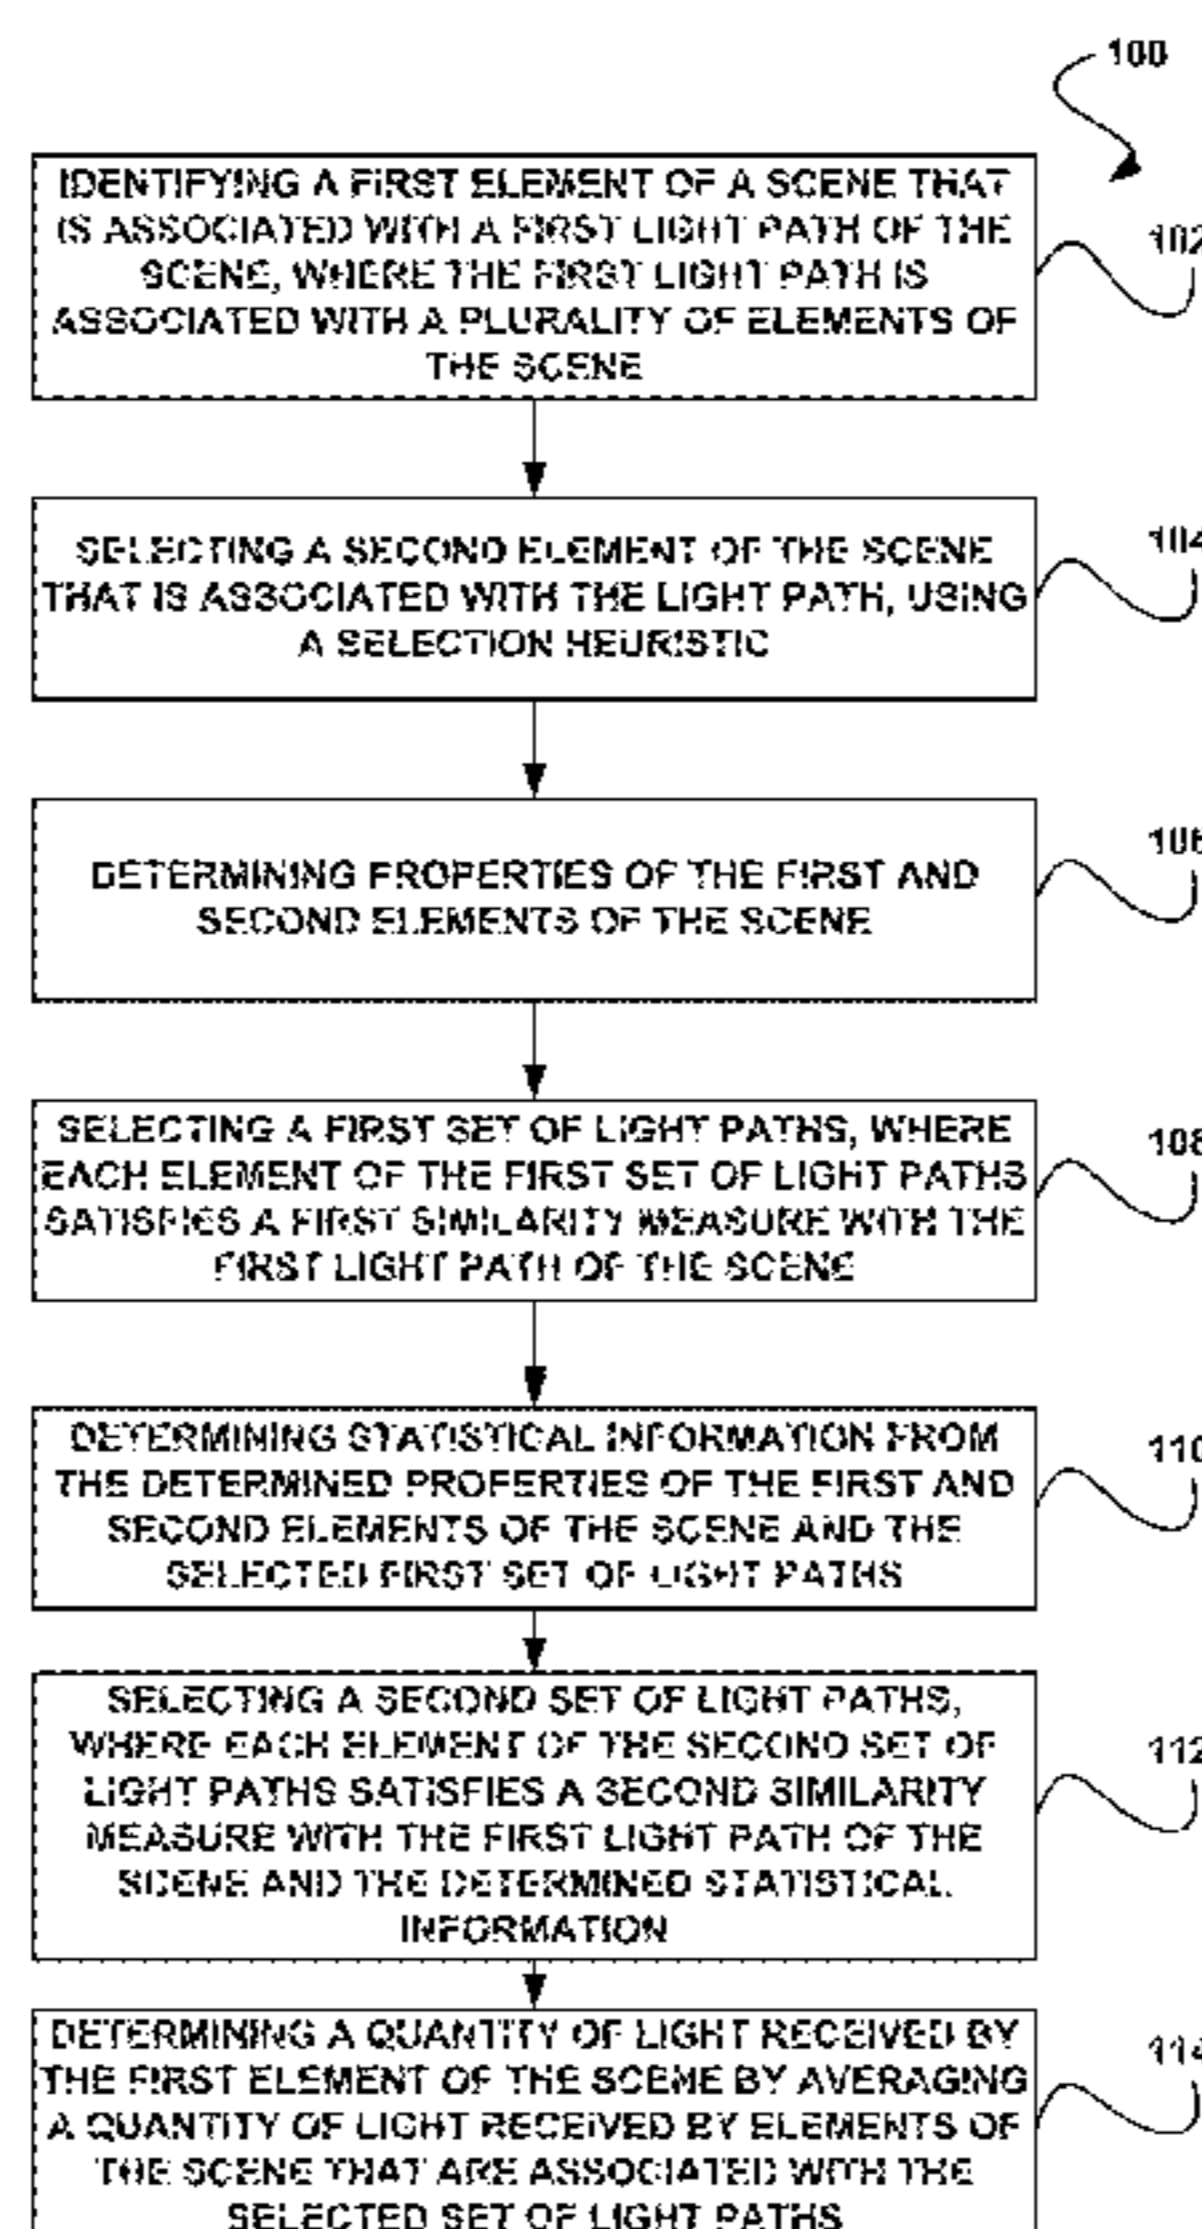 100
IDENTIFYING A FIRST ELEMENT OF A SCENE THAT
IS ASSOCIATED WITH A FIRST LIGHT PATH OF THE
SCENE, WHERE THE FIRST LIGHT PATH IS
ASSOCIATED WITH A PLURALITY OF ELEMENTS OF
THE SCENE
102
SELECTING A SECOND ELEMENT OF THE SCENE
THAT IS ASSOCIATED WITH THE LIGHT PATH, USING
A SELECTION HEURISTIC
104
DETERMINING PROPERTIES OF THE FIRST AND
SECOND ELEMENTS OF THE SCENE
106
SELECTING A FIRST SET OF LIGHT PATHS, WHERE
EACH ELEMENT OF THE FIRST SET OF LIGHT PATHS
SATISFIES A FIRST SIMILARITY MEASURE WITH THE
FIRST LIGHT PATH OF THE SCENE
108
DETERMINING STATISTICAL INFORMATION FROM
THE DETERMINED PROPERTIES OF THE FIRST AND
SECOND ELEMENTS OF THE SCENE AND THE
SELECTED FIRST SET OF LIGHT PATHS
110
SELECTING A SECOND SET OF LIGHT PATHS,
WHERE EACH ELEMENT OF THE SECOND SET OF
LIGHT PATHS SATISFIES A SECOND SIMILARITY
MEASURE WITH THE FIRST LIGHT PATH OF THE
SCENE AND THE DETERMINED STATISTICAL
INFORMATION
112
DETERMINING A QUANTITY OF LIGHT RECEIVED BY
THE FIRST ELEMENT OF THE SCENE BY AVERAGING
A QUANTITY OF LIGHT RECEIVED BY ELEMENTS OF
THE SCENE THAT ARE ASSOCIATED WITH THE
SELECTED SET OF LIGHT PATHS
114